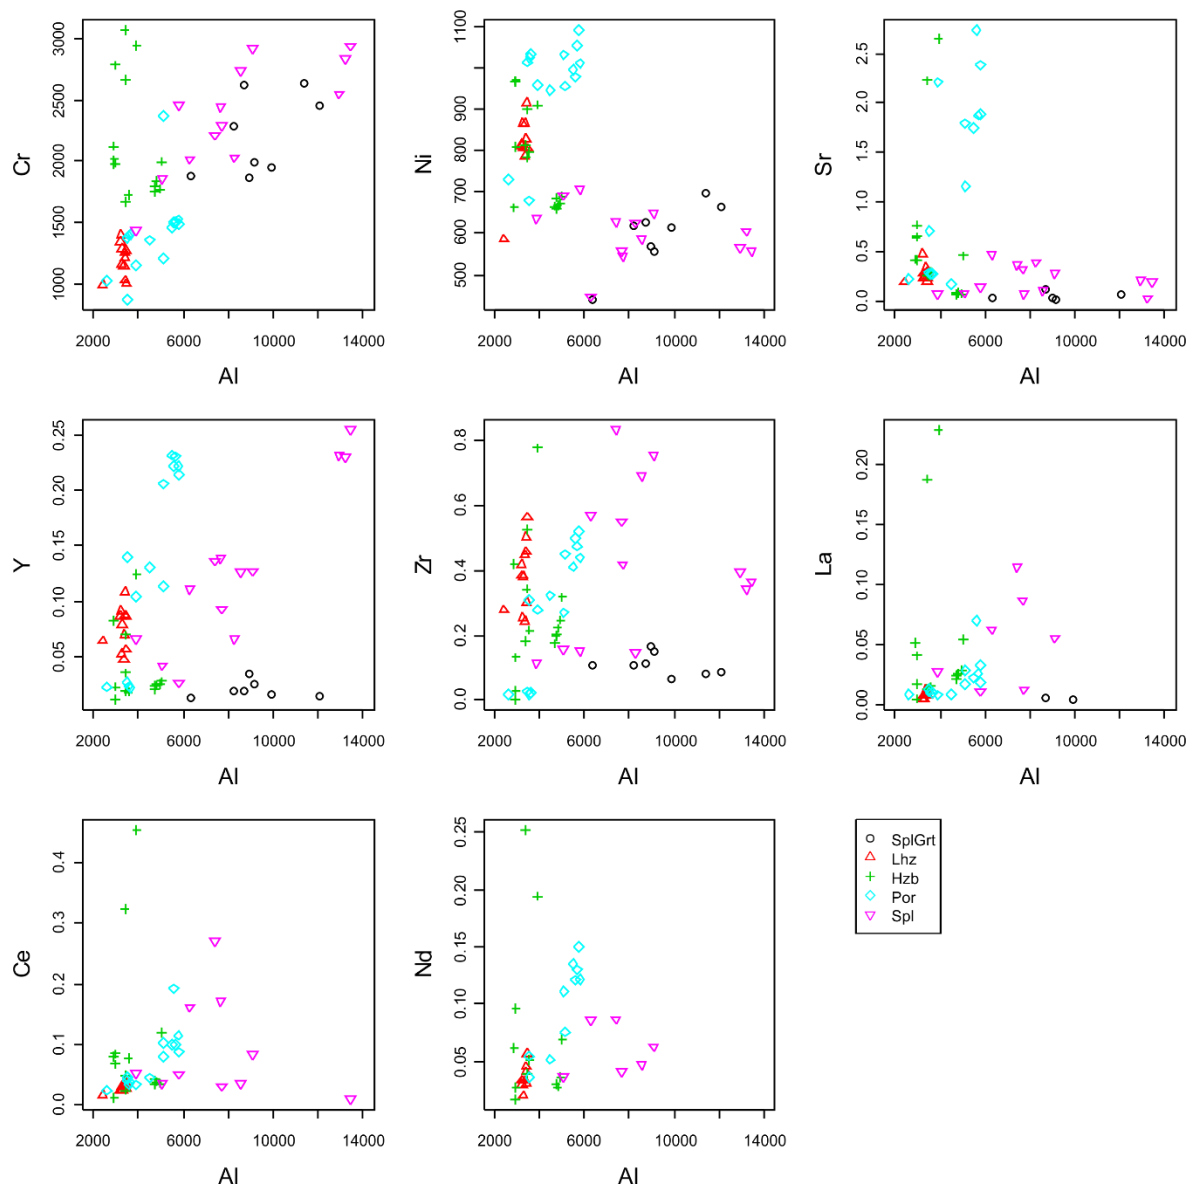 Cr
1000 1500 2000 2500 3000
2000 6000 10000 14000
Al
Ni
500 600 700 800 900 1100
2000 6000 10000 14000
Al
Sr
0.0 0.5 1.0 1.5 2.0 2.5
2000 6000 10000 14000
Al
Y
0.05 0.10 0.15 0.20 0.25
2000 6000 10000 14000
Al
Zr
0.0 0.2 0.4 0.6 0.8
2000 6000 10000 14000
Al
La
0.00 0.05 0.10 0.15 0.20
2000 6000 10000 14000
Al
Ce
0.0 0.1 0.2 0.3 0.4
2000 6000 10000 14000
Al
Nd
0.05 0.10 0.15 0.20 0.25
2000 6000 10000 14000
Al
SplGrt
Lhz
Hzb
Por
Spl